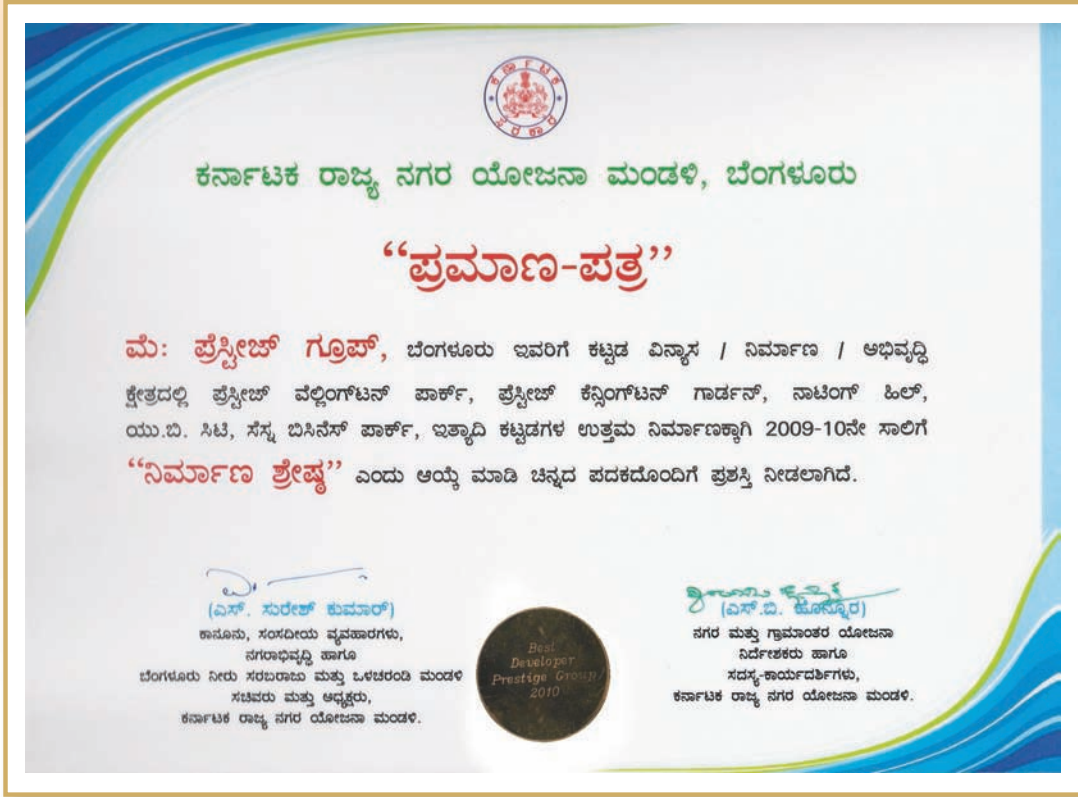 ಕರ್ನಾಟಕ
ಸರಕಾರ
ಕರ್ನಾಟಕ ರಾಜ್ಯ ನಗರ ಯೋಜನಾ ಮಂಡಳಿ, ಬೆಂಗಳೂರು
“ಪ್ರಮಾಣ-ಪತ್ರ”
ಮೆ: ಪ್ರೆಸ್ಟೀಜ್ ಗ್ರೂಪ್, ಬೆಂಗಳೂರು ಇವರಿಗೆ ಕಟ್ಟಡ ವಿನ್ಯಾಸ / ನಿರ್ಮಾಣ / ಅಭಿವೃದ್ಧಿ
ಕ್ಷೇತ್ರದಲ್ಲಿ ಪ್ರೆಸ್ಟೀಜ್ ವೆಲ್ಲಿಂಗ್‌ಟನ್ ಪಾರ್ಕ್, ಪ್ರೆಸ್ಟೀಜ್ ಕೆನ್ಸಿಂಗ್‌ಟನ್ ಗಾರ್ಡನ್, ನಾಟಿಂಗ್ ಹಿಲ್,
ಯು.ಬಿ. ಸಿಟಿ, ಸೆಸ್ನ ಬಿಸಿನೆಸ್ ಪಾರ್ಕ್, ಇತ್ಯಾದಿ ಕಟ್ಟಡಗಳ ಉತ್ತಮ ನಿರ್ಮಾಣಕ್ಕಾಗಿ 2009-10ನೇ ಸಾಲಿಗೆ
“ನಿರ್ಮಾಣ ಶ್ರೇಷ್ಠ” ಎಂದು ಆಯ್ಕೆ ಮಾಡಿ ಚಿನ್ನದ ಪದಕದೊಂದಿಗೆ ಪ್ರಶಸ್ತಿ ನೀಡಲಾಗಿದೆ.
(ಎಸ್. ಸುರೇಶ್ ಕುಮಾರ್)
ಕಾನೂನು, ಸಂಸದೀಯ ವ್ಯವಹಾರಗಳು,
ನಗರಾಭಿವೃದ್ಧಿ ಹಾಗೂ
ಬೆಂಗಳೂರು ನೀರು ಸರಬರಾಜು ಮತ್ತು ಒಳಚರಂಡಿ ಮಂಡಳಿ
ಸಚಿವರು ಮತ್ತು ಅಧ್ಯಕ್ಷರು,
ಕರ್ನಾಟಕ ರಾಜ್ಯ ನಗರ ಯೋಜನಾ ಮಂಡಳಿ.
Best
Developer
Prestige Group
2010
(ಎಸ್.ಬಿ. ಹೊನ್ನೂರ)
ನಗರ ಮತ್ತು ಗ್ರಾಮಾಂತರ ಯೋಜನಾ
ನಿರ್ದೇಶಕರು ಹಾಗೂ
ಸದಸ್ಯ-ಕಾರ್ಯದರ್ಶಿಗಳು,
ಕರ್ನಾಟಕ ರಾಜ್ಯ ನಗರ ಯೋಜನಾ ಮಂಡಳಿ.